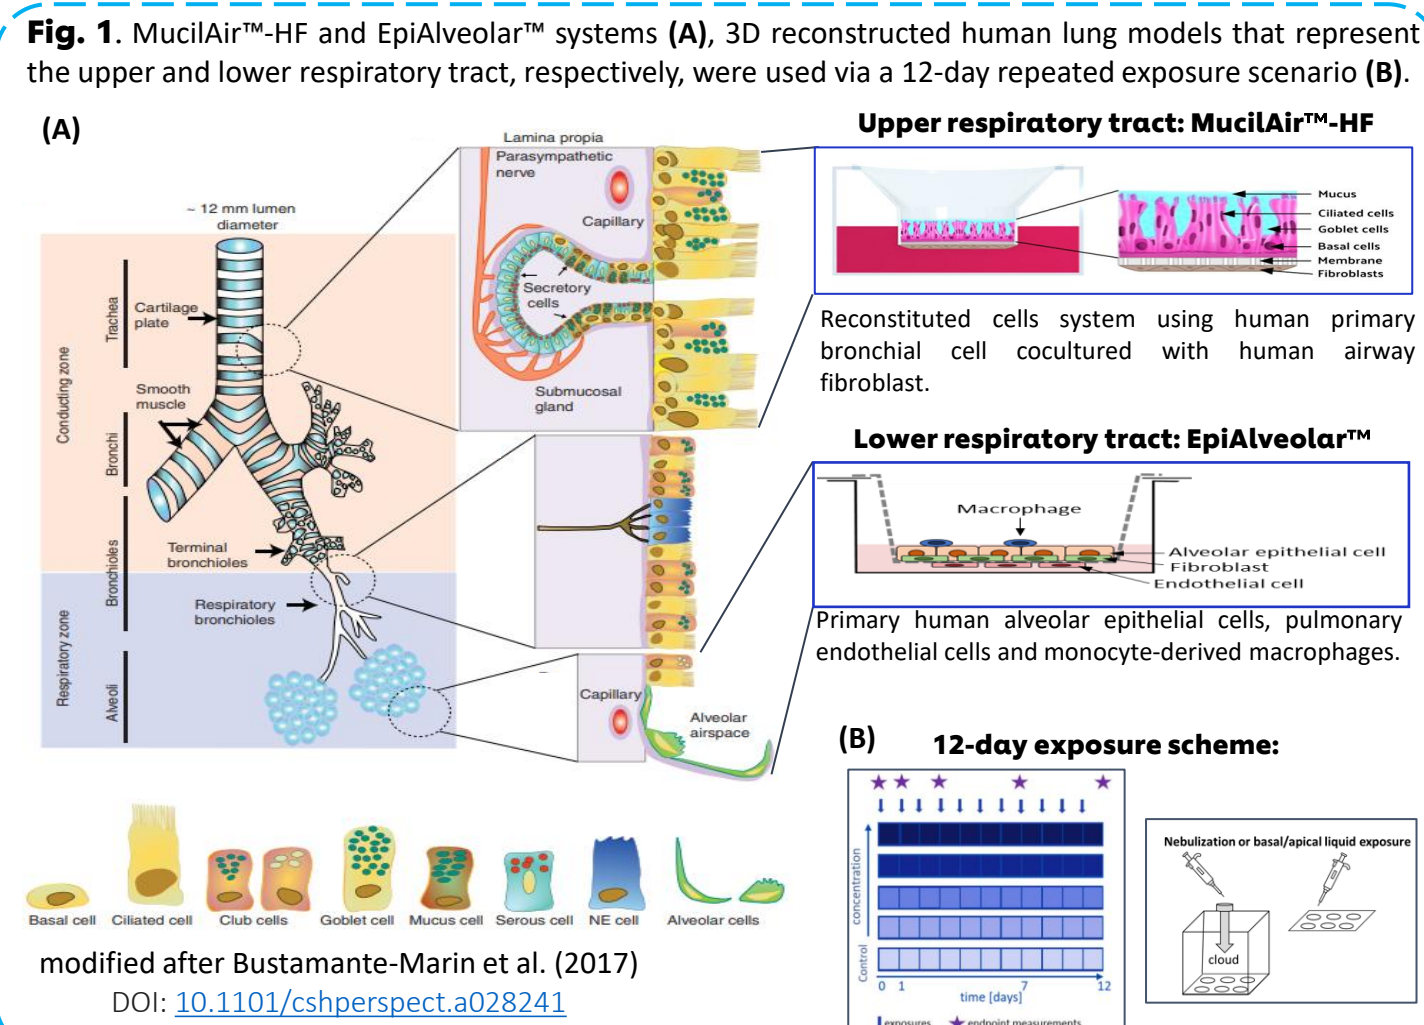 Fig. 1. MucilAir™-HF and EpiAlveolar™ systems (A), 3D reconstructed human lung models that represent
the upper and lower respiratory tract, respectively, were used via a 12-day repeated exposure scenario (B).
(A)
~ 12 mm lumen
diameter
Conducting zone
Respiratory zone
Trachea
Bronchi
Bronchioles
Alveoli
Cartilage
plate
Smooth
muscle
Terminal
bronchioles
Respiratory
bronchioles
Lamina propia
Parasympathetic
nerve
Capillary
Secretory
cells
Submucosal
gland
Capillary
Alveolar
airspace
Basal cell
Ciliated cell
Club cells
Goblet cell
Mucus cell
Serous cell
NE cell
Alveolar cells
modified after Bustamante-Marin et al. (2017)
DOI: 10.1101/cshperspect.a028241
Upper respiratory tract: MucilAir™-HF
Mucus
Ciliated cells
Goblet cells
Basal cells
Membrane
Fibroblasts
Reconstituted cells system using human primary
bronchial cell cocultured with human airway
fibroblast.
Lower respiratory tract: EpiAlveolar™
Macrophage
Alveolar epithelial cell
Fibroblast
Endothelial cell
Primary human alveolar epithelial cells, pulmonary
endothelial cells and monocyte-derived macrophages.
(B)
12-day exposure scheme:
concentration
Control
0 1 7 12
time [days]
exposures endpoint measurements
Nebulization or basal/apical liquid exposure
cloud